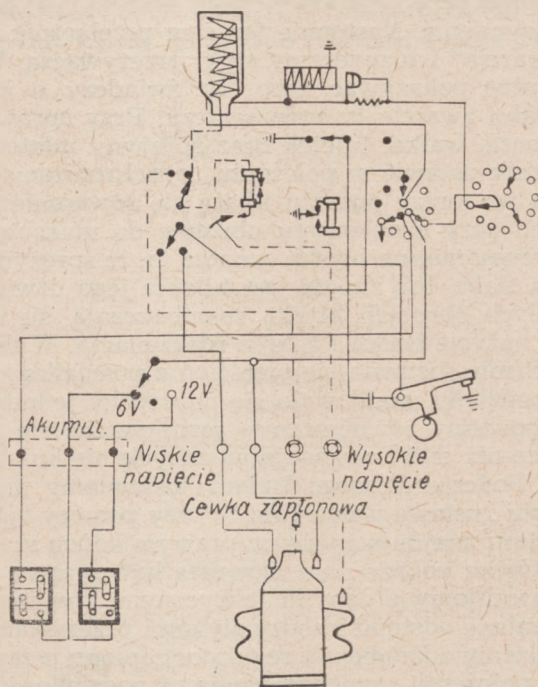 6V
12V
Akumul.
Niskie
napięcie
Wysokie
napięcie
Cewka zapłonowa